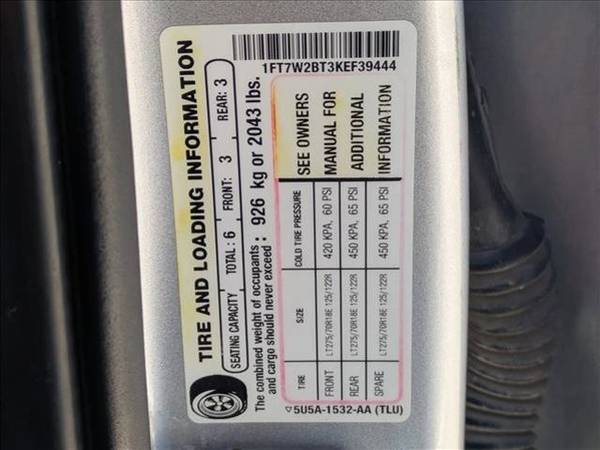 TIRE AND LOADING INFORMATION
SEATING CAPACITY TOTAL: 6 FRONT: 3 REAR: 3
The combined weight of occupants
and cargo should never exceed : 926 kg or 2043 lbs.
TIRE SIZE COLD TIRE PRESSURE SEE OWNERS
FRONT LT275/70R18E 125/122R 420 KPA, 60 PSI MANUAL FOR
REAR LT275/70R18E 125/122R 450 KPA, 65 PSI ADDITIONAL
SPARE LT275/70R18E 125/122R 450 KPA, 65 PSI INFORMATION
5U5A-1532-AA (TLU)
1FT7W2BT3KEF39444